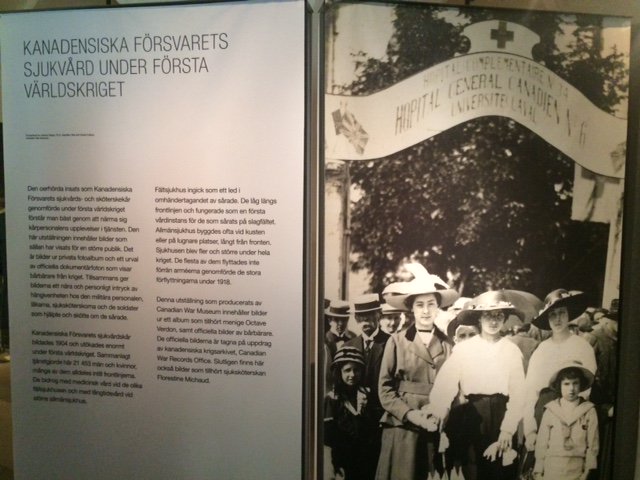 KANADENSISKA FÖRSVARETS
SJUKVÅRD UNDER FÖRSTA
VÄRLDSKRIGET
Den oerhörda insats som Kanadensiska
Försvarets sjukvårds- och sköterskekår
genomförde under första världskriget
förstår man bäst genom att närma sig
kårpersonalens upplevelser i tjänsten. Den
här utställningen innehåller bilder som
sällan har visats för en större publik. Det
är bilder ur privata fotoalbum och ett urval
av officiella dokumentärfoton som visar
bårbärare från kriget. Tillsammans ger
bilderna ett nära och personligt intryck av
hängivenheten hos den militära personalen,
läkarna, sjuksköterskorna och de soldater
som hjälpte och skötte om de sårade.
Kanadensiska Försvarets sjukvårdskår
bildades 1904 och utökades enormt
under första världskriget. Sammanlagt
tjänstgjorde här 21 453 män och kvinnor,
många av dem alldeles intill frontlinjerna.
De bidrog med medicinsk vård vid de olika
fältsjukhusen och med långtidsvård vid
större allmänsjukhus.
Fältsjukhus ingick som ett led i
omhändertagandet av sårade. De låg längs
frontlinjen och fungerade som en första
vårdinstans för de som sårats på slagfältet.
Allmänsjukhus byggdes ofta vid kusten
eller på lugnare platser, långt från fronten.
Sjukhusen blev fler och större under hela
kriget. De flesta av dem flyttades inte
förrän arméerna genomförde de stora
förflyttningarna under 1918.
Denna utställning som producerats av
Canadian War Museum innehåller bilder
ur ett album som tillhört menige Octave
Verdon, samt officiella bilder av bårbärare.
De officiella bilderna är tagna på uppdrag
av kanadensiska krigsarkivet, Canadian
War Records Office. Slutligen finns här
också bilder som tillhört sjuksköterskan
Florestine Michaud.
HOPITAL COMPLEMENTAIRE N.
HOPITAL GENERAL CANADIEN N. 6
UNIVERSITE LAVAL